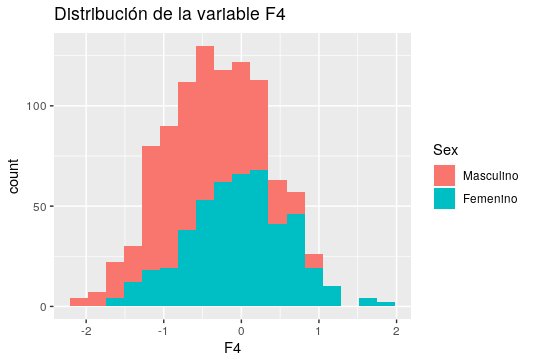 Distribución de la variable F4
count
100
50
0
-2
-1
0
1
2
F4
Sex
Masculino
Femenino